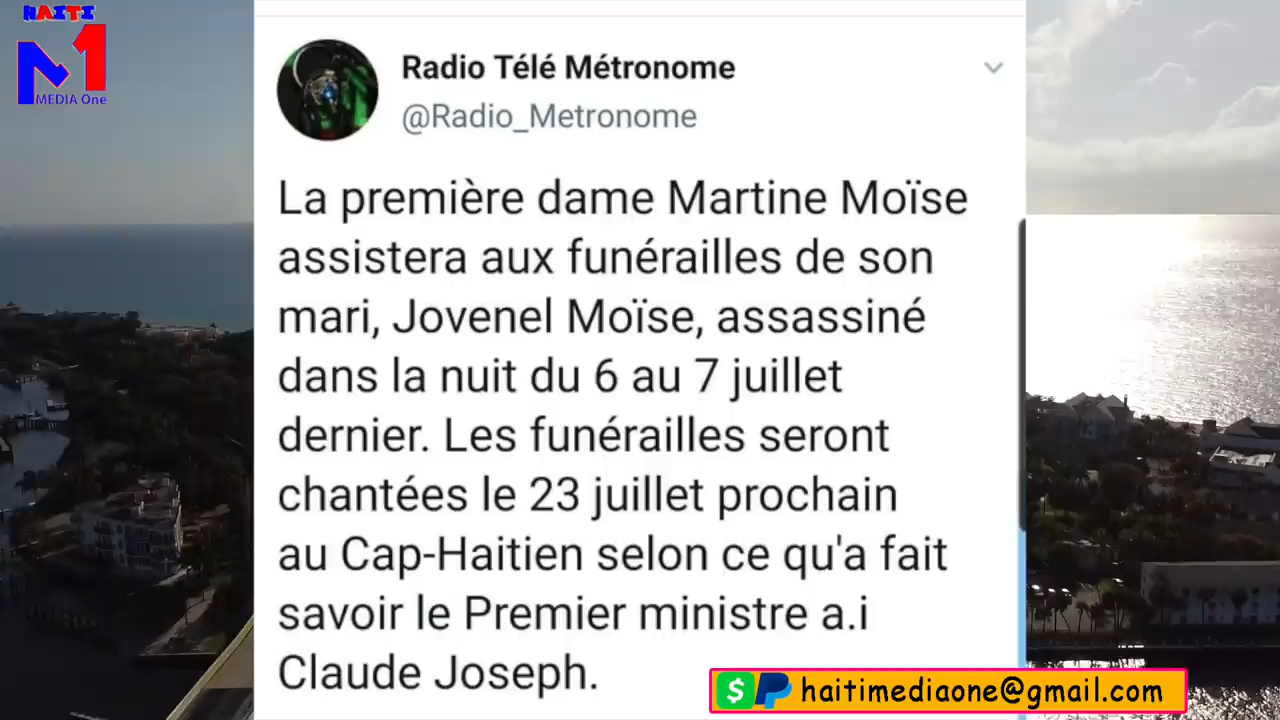 HAITI
M1
MEDIA One
Radio Télé Métronome
@Radio_Metronome
La première dame Martine Moïse
assistera aux funérailles de son
mari, Jovenel Moïse, assassiné
dans la nuit du 6 au 7 juillet
dernier. Les funérailles seront
chantées le 23 juillet prochain
au Cap-Haitien selon ce qu'a fait
savoir le Premier ministre a.i
Claude Joseph.
$ P haitimediaone@gmail.com